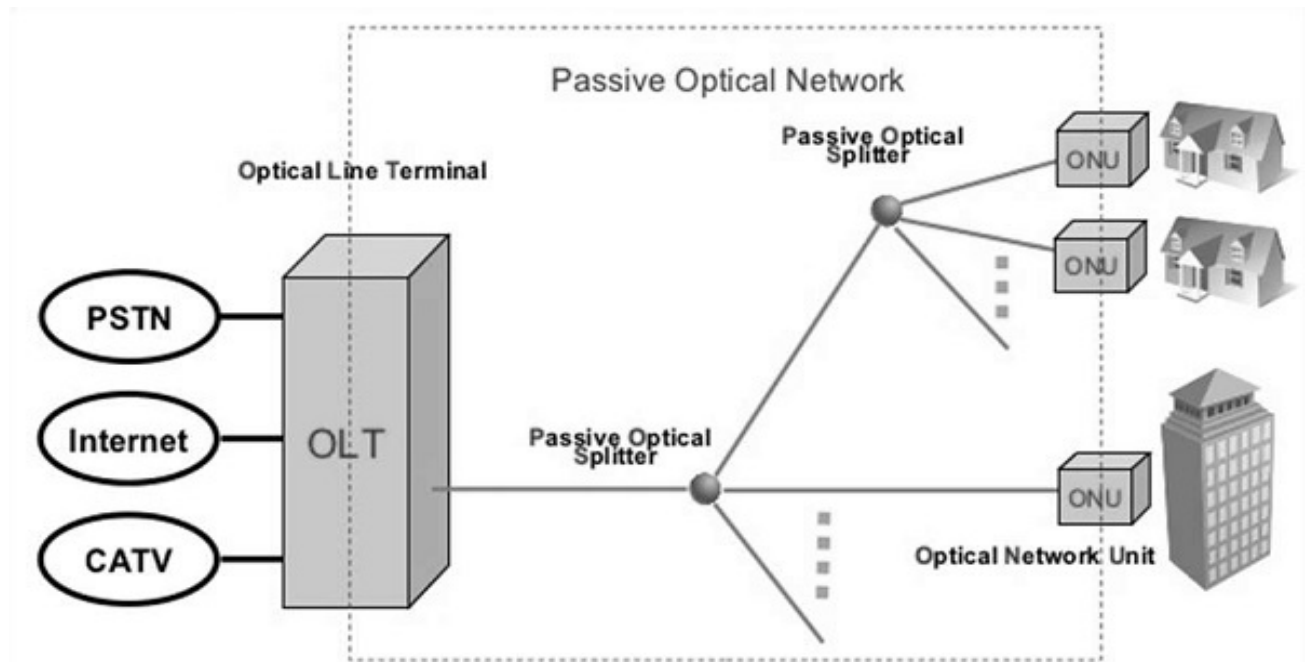 Passive Optical Network
Passive Optical
Splitter
ONU
Optical Line Terminal
ONU
PSTN
Internet
OLT
Passive Optical
Splitter
ONU
CATV
Optical Network Unit